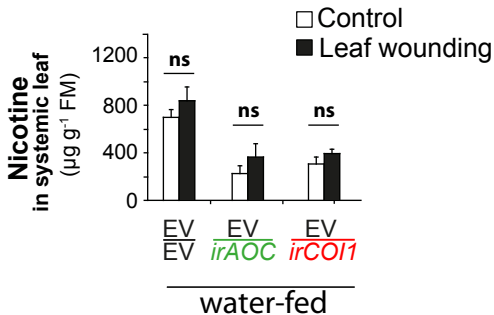 Control
Leaf wounding
Nicotine
in systemic leaf
(µg g⁻¹ FM)
1200
800
400
0
ns
ns
ns
EV
EV
EV
irAOC
EV
irCOI1
water-fed